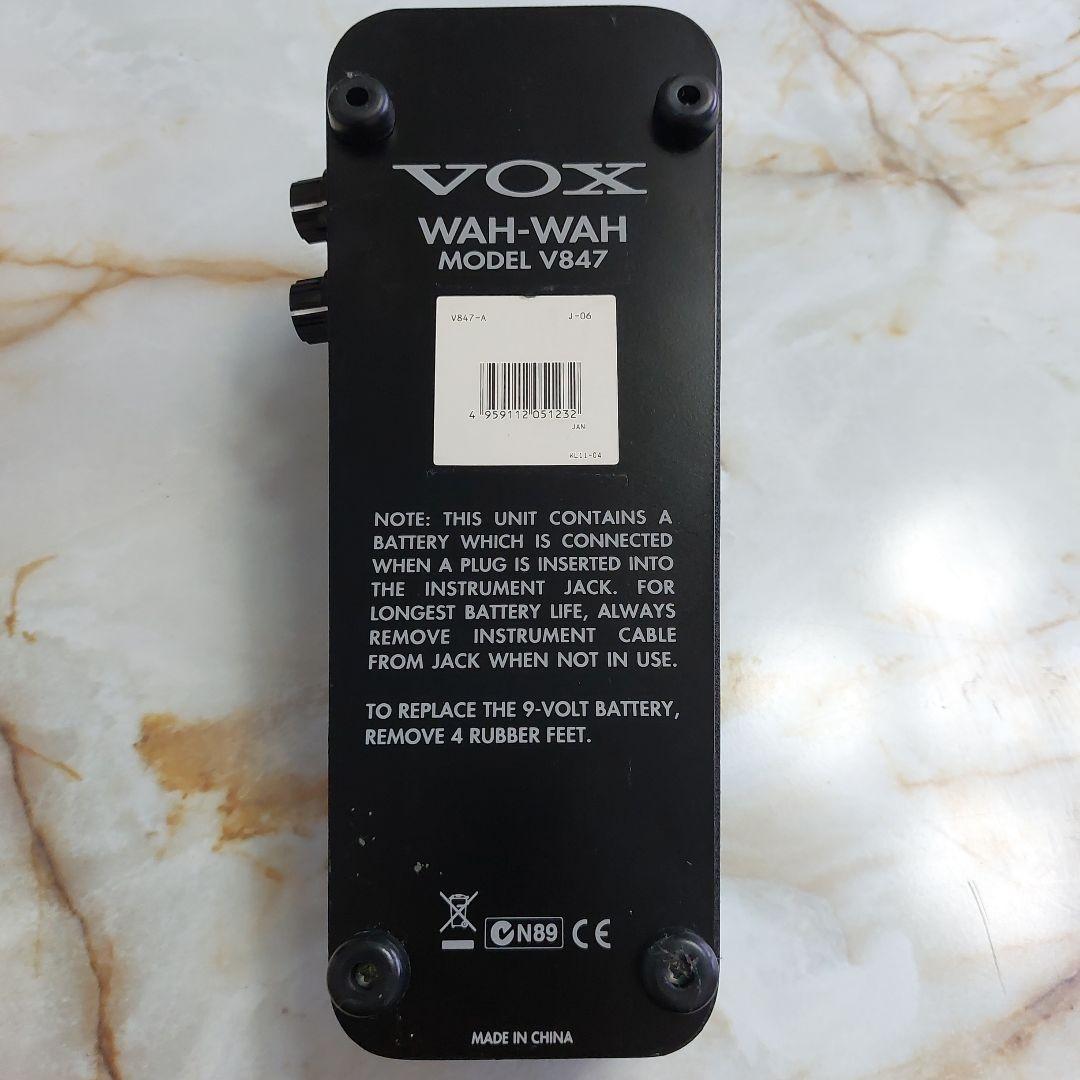 VOX
WAH-WAH
MODEL V847
V847-A J-06
4 959112 051232
JAN
KL11-04
NOTE: THIS UNIT CONTAINS A
BATTERY WHICH IS CONNECTED
WHEN A PLUG IS INSERTED INTO
THE INSTRUMENT JACK. FOR
LONGEST BATTERY LIFE, ALWAYS
REMOVE INSTRUMENT CABLE
FROM JACK WHEN NOT IN USE.
TO REPLACE THE 9-VOLT BATTERY,
REMOVE 4 RUBBER FEET.
N89 CE
MADE IN CHINA